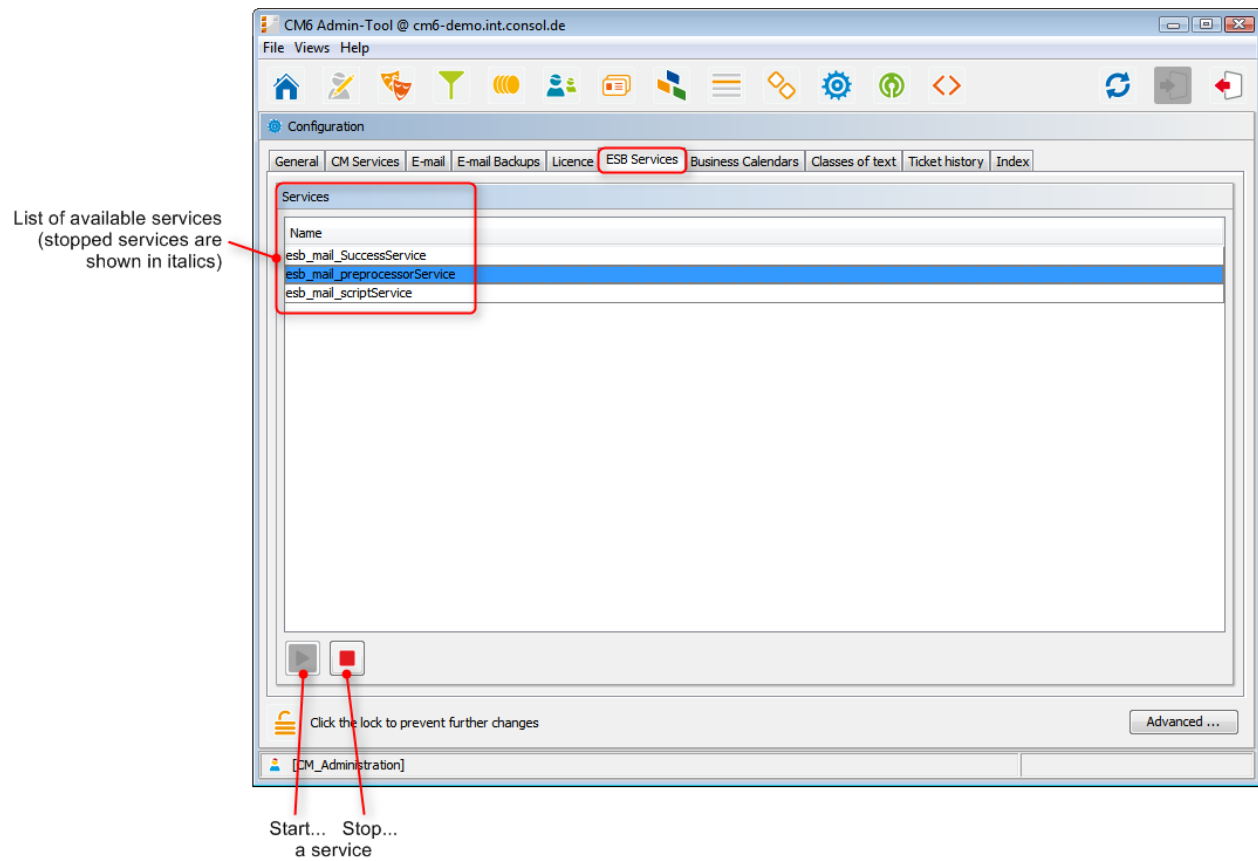 CM6 Admin-Tool @ cm6-demo.int.consol.de
File Views Help
Configuration
General CM Services E-mail E-mail Backups Licence ESB Services Business Calendars Classes of text Ticket history Index
Services
List of available services
(stopped services are
shown in italics)
Name
esb_mail_SuccessService
esb_mail_preprocessorService
esb_mail_scriptService
Click the lock to prevent further changes
Advanced ...
[CM_Administration]
Start... Stop...
a service